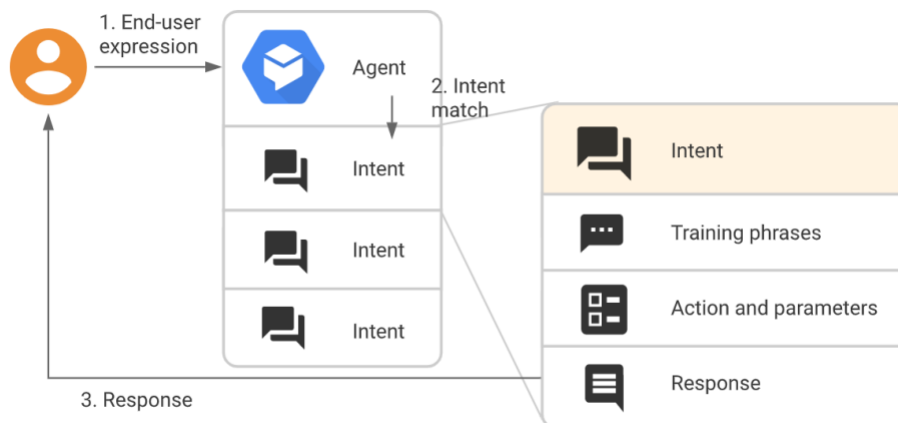 1. End-user
expression
Agent
2. Intent
match
Intent
Intent
Intent
Intent
Training phrases
Action and parameters
Response
3. Response